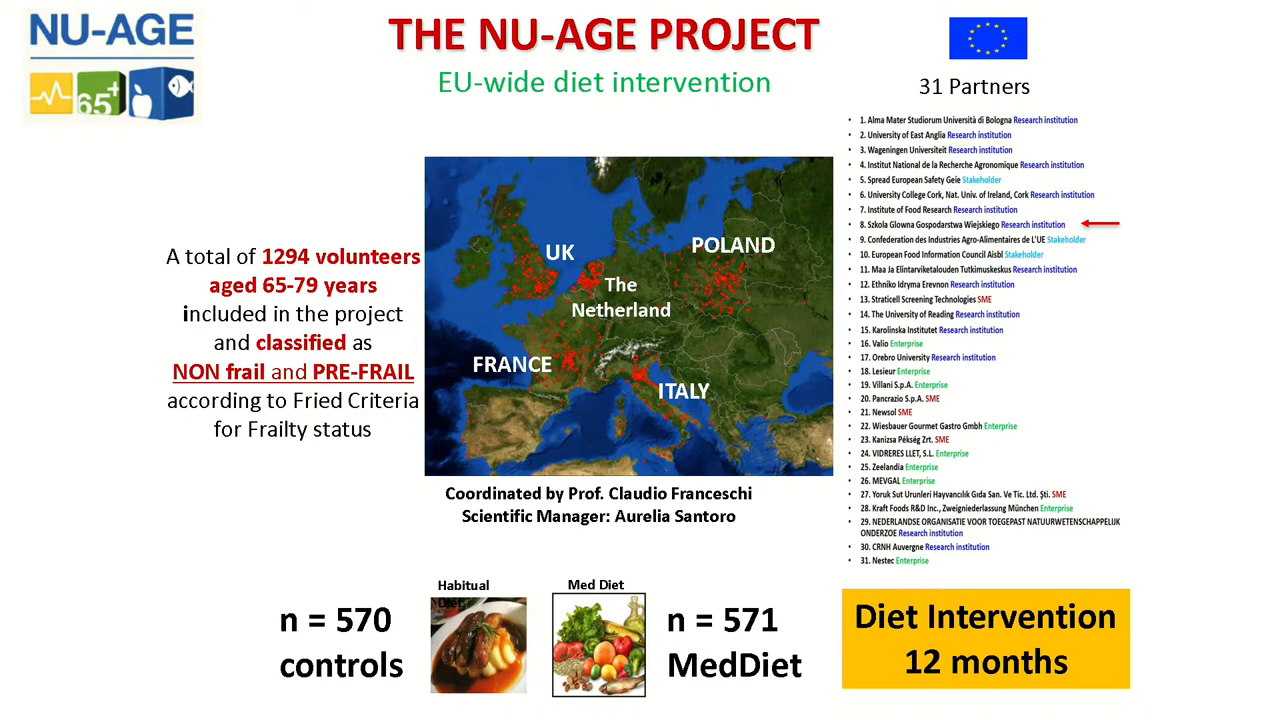 NU-AGE
65+
THE NU-AGE PROJECT
EU-wide diet intervention
31 Partners
A total of 1294 volunteers
aged 65-79 years
included in the project
and classified as
NON frail and PRE-FRAIL
according to Fried Criteria
for Frailty status
UK
POLAND
The
Netherland
FRANCE
ITALY
Coordinated by Prof. Claudio Franceschi
Scientific Manager: Aurelia Santoro
• 1. Alma Mater Studiorum Università di Bologna Research institution
• 2. University of East Anglia Research institution
• 3. Wageningen Universiteit Research institution
• 4. Institut National de la Recherche Agronomique Research institution
• 5. Spread European Safety Geie Stakeholder
• 6. University College Cork, Nat. Univ. of Ireland, Cork Research institution
• 7. Institute of Food Research Research institution
• 8. Szkola Glowna Gospodarstwa Wiejskiego Research institution
• 9. Confederation des Industries Agro-Alimentaires de L'UE Stakeholder
• 10. European Food Information Council Aisbl Stakeholder
• 11. Maa Ja Elintarviketalouden Tutkimuskeskus Research institution
• 12. Ethniko Idryma Erevnon Research institution
• 13. Straticell Screening Technologies SME
• 14. The University of Reading Research institution
• 15. Karolinska Institutet Research institution
• 16. Valio Enterprise
• 17. Orebro University Research institution
• 18. Lesieur Enterprise
• 19. Villani S.p.A. Enterprise
• 20. Pancrazio S.p.A. SME
• 21. Newsol SME
• 22. Wiesbauer Gourmet Gastro Gmbh Enterprise
• 23. Kanizsa Pékség Zrt. SME
• 24. VIDRERES LLET, S.L. Enterprise
• 25. Zeelandia Enterprise
• 26. MEVGAL Enterprise
• 27. Yoruk Sut Urunleri Hayvancılık Gıda San. Ve Tic. Ltd. Şti. SME
• 28. Kraft Foods R&D Inc., Zweigniederlassung München Enterprise
• 29. NEDERLANDSE ORGANISATIE VOOR TOEGEPAST NATUURWETENSCHAPPELIJK
ONDERZOE Research institution
• 30. CRNH Auvergne Research institution
• 31. Nestec Enterprise
n = 570
controls
Habitual
Diet
Med Diet
n = 571
MedDiet
Diet Intervention
12 months